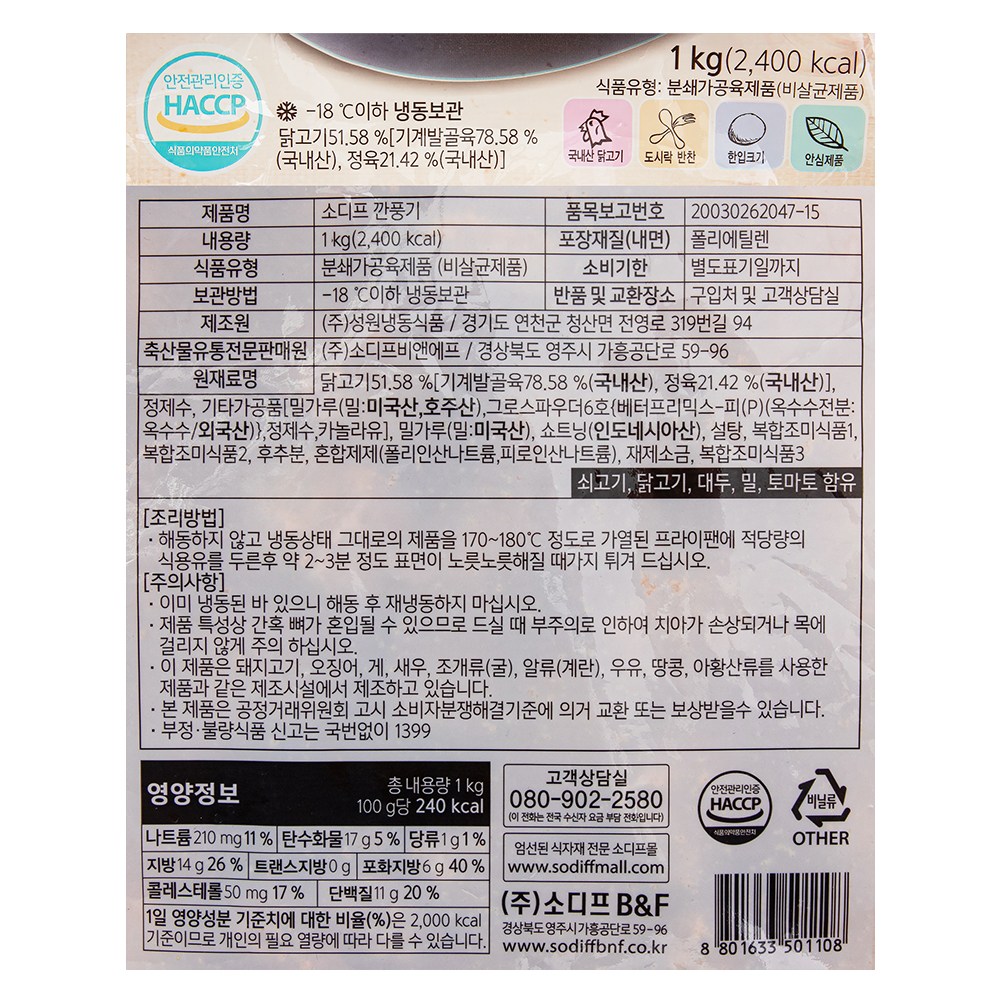 안전관리인증
HACCP
식품의약품안전처
1 kg(2,400 kcal)
식품유형: 분쇄가공육제품(비살균제품)
-18 ℃이하 냉동보관
닭고기51.58 %[기계발골육78.58 %
(국내산), 정육21.42 %(국내산)]
국내산 닭고기
도시락 반찬
한입크기
안심제품
제품명 소디프 깐풍기 품목보고번호 20030262047-15
내용량 1 kg(2,400 kcal) 포장재질(내면) 폴리에틸렌
식품유형 분쇄가공육제품 (비살균제품) 소비기한 별도표기일까지
보관방법 -18 ℃이하 냉동보관 반품 및 교환장소 구입처 및 고객상담실
제조원 (주)성원냉동식품 / 경기도 연천군 청산면 전영로 319번길 94
축산물유통전문판매원 (주)소디프비앤에프 / 경상북도 영주시 가흥공단로 59-96
원재료명 닭고기51.58 %[기계발골육78.58 %(국내산), 정육21.42 %(국내산)],
정제수, 기타가공품[밀가루(밀:미국산,호주산),그로스파우더6호{베터프리믹스-피(P)(옥수수전분:
옥수수/외국산)},정제수,카놀라유], 밀가루(밀:미국산), 쇼트닝(인도네시아산), 설탕, 복합조미식품1,
복합조미식품2, 후추분, 혼합제제(폴리인산나트륨,피로인산나트륨), 재제소금, 복합조미식품3
쇠고기, 닭고기, 대두, 밀, 토마토 함유
[조리방법]
· 해동하지 않고 냉동상태 그대로의 제품을 170~180℃ 정도로 가열된 프라이팬에 적당량의
식용유를 두른후 약 2~3분 정도 표면이 노릇노릇해질 때가지 튀겨 드십시오.
[주의사항]
· 이미 냉동된 바 있으니 해동 후 재냉동하지 마십시오.
· 제품 특성상 간혹 뼈가 혼입될 수 있으므로 드실 때 부주의로 인하여 치아가 손상되거나 목에
걸리지 않게 주의 하십시오.
· 이 제품은 돼지고기, 오징어, 게, 새우, 조개류(굴), 알류(계란), 우유, 땅콩, 아황산류를 사용한
제품과 같은 제조시설에서 제조하고 있습니다.
· 본 제품은 공정거래위원회 고시 소비자분쟁해결기준에 의거 교환 또는 보상받을수 있습니다.
· 부정·불량식품 신고는 국번없이 1399
영양정보
총 내용량 1 kg
100 g당 240 kcal
나트륨 210 mg 11 % 탄수화물 17 g 5 % 당류 1 g 1 %
지방 14 g 26 % 트랜스지방 0 g 포화지방 6 g 40 %
콜레스테롤 50 mg 17 % 단백질 11 g 20 %
1일 영양성분 기준치에 대한 비율(%)은 2,000 kcal
기준이므로 개인의 필요 열량에 따라 다를 수 있습니다.
고객상담실
080-902-2580
(이 전화는 전국 수신자 요금 부담 전화입니다)
엄선된 식자재 전문 소디프몰
www.sodiffmall.com
(주)소디프 B&F
경상북도 영주시 가흥공단로 59-96
www.sodiffbnf.co.kr
안전관리인증
HACCP
식품의약품안전처
비닐류
OTHER
8 801633 501108